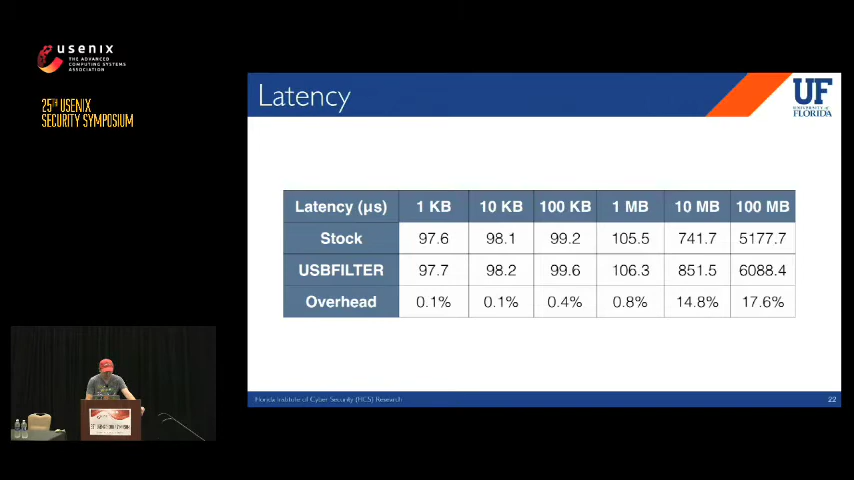 usenix
THE ADVANCED
COMPUTING SYSTEMS
ASSOCIATION
25TH USENIX
SECURITY SYMPOSIUM
Latency
UF
UNIVERSITY of
FLORIDA
Latency (µs) 1 KB 10 KB 100 KB 1 MB 10 MB 100 MB
Stock 97.6 98.1 99.2 105.5 741.7 5177.7
USBFILTER 97.7 98.2 99.6 106.3 851.5 6088.4
Overhead 0.1% 0.1% 0.4% 0.8% 14.8% 17.6%
Florida Institute of Cyber Security (FICS) Research
22